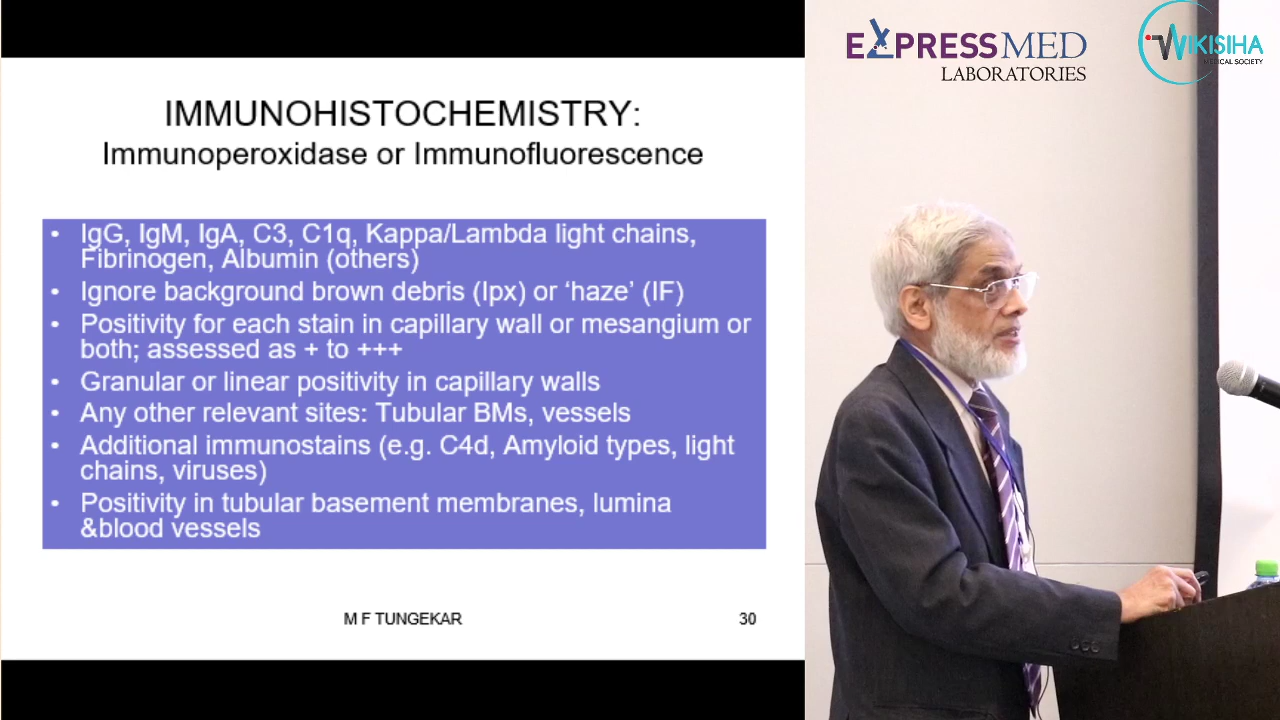 IMMUNOHISTOCHEMISTRY:
Immunoperoxidase or Immunofluorescence
• IgG, IgM, IgA, C3, C1q, Kappa/Lambda light chains,
Fibrinogen, Albumin (others)
• Ignore background brown debris (Ipx) or ‘haze’ (IF)
• Positivity for each stain in capillary wall or mesangium or
both; assessed as + to +++
• Granular or linear positivity in capillary walls
• Any other relevant sites: Tubular BMs, vessels
• Additional immunostains (e.g. C4d, Amyloid types, light
chains, viruses)
• Positivity in tubular basement membranes, lumina
&blood vessels
M F TUNGEKAR
30
EXPRESSMED
LABORATORIES
WIKISIHA
MEDICAL SOCIETY